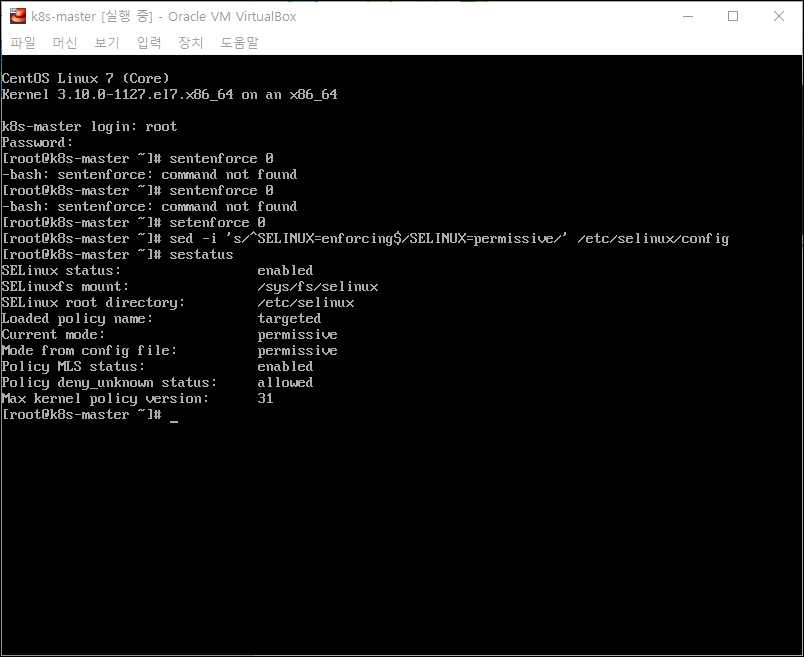 k8s-master [실행 중] - Oracle VM VirtualBox
파일 머신 보기 입력 장치 도움말
CentOS Linux 7 (Core)
Kernel 3.10.0-1127.el7.x86_64 on an x86_64
k8s-master login: root
Password:
[root@k8s-master ~]# sentenforce 0
-bash: sentenforce: command not found
[root@k8s-master ~]# sentenforce 0
-bash: sentenforce: command not found
[root@k8s-master ~]# setenforce 0
[root@k8s-master ~]# sed -i 's/^SELINUX=enforcing$/SELINUX=permissive/' /etc/selinux/config
[root@k8s-master ~]# sestatus
SELinux status: enabled
SELinuxfs mount: /sys/fs/selinux
SELinux root directory: /etc/selinux
Loaded policy name: targeted
Current mode: permissive
Mode from config file: permissive
Policy MLS status: enabled
Policy deny_unknown status: allowed
Max kernel policy version: 31
[root@k8s-master ~]# _